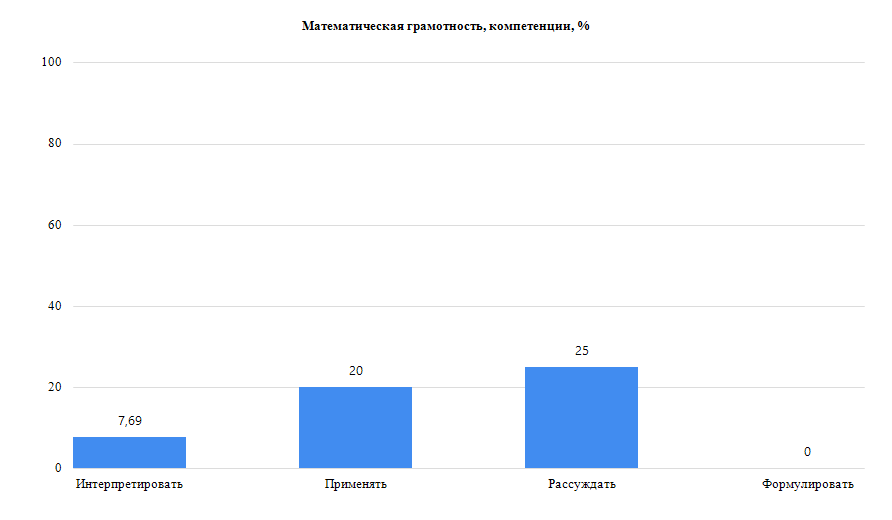 Математическая грамотность, компетенции, %
100
80
60
40
20
0
7,69
20
25
0
Интерпретировать
Применять
Рассуждать
Формулировать